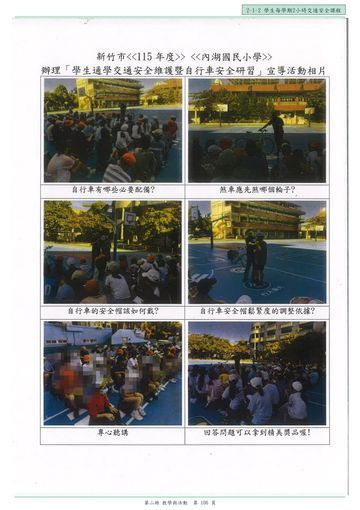 2-1-2 學生每學期2小時交通安全課程
新竹市<<115 年度>> <<內湖國民小學>>
辦理「學生通學交通安全維護暨自行車安全研習」宣導活動相片
自行車有哪些必要配備?
煞車應先煞哪個輪子?
自行車的安全帽該如何戴?
自行車安全帽鬆緊度的調整依據?
專心聽講
回答問題可以拿到精美獎品喔!
第二時 教學與活動 第 106 頁